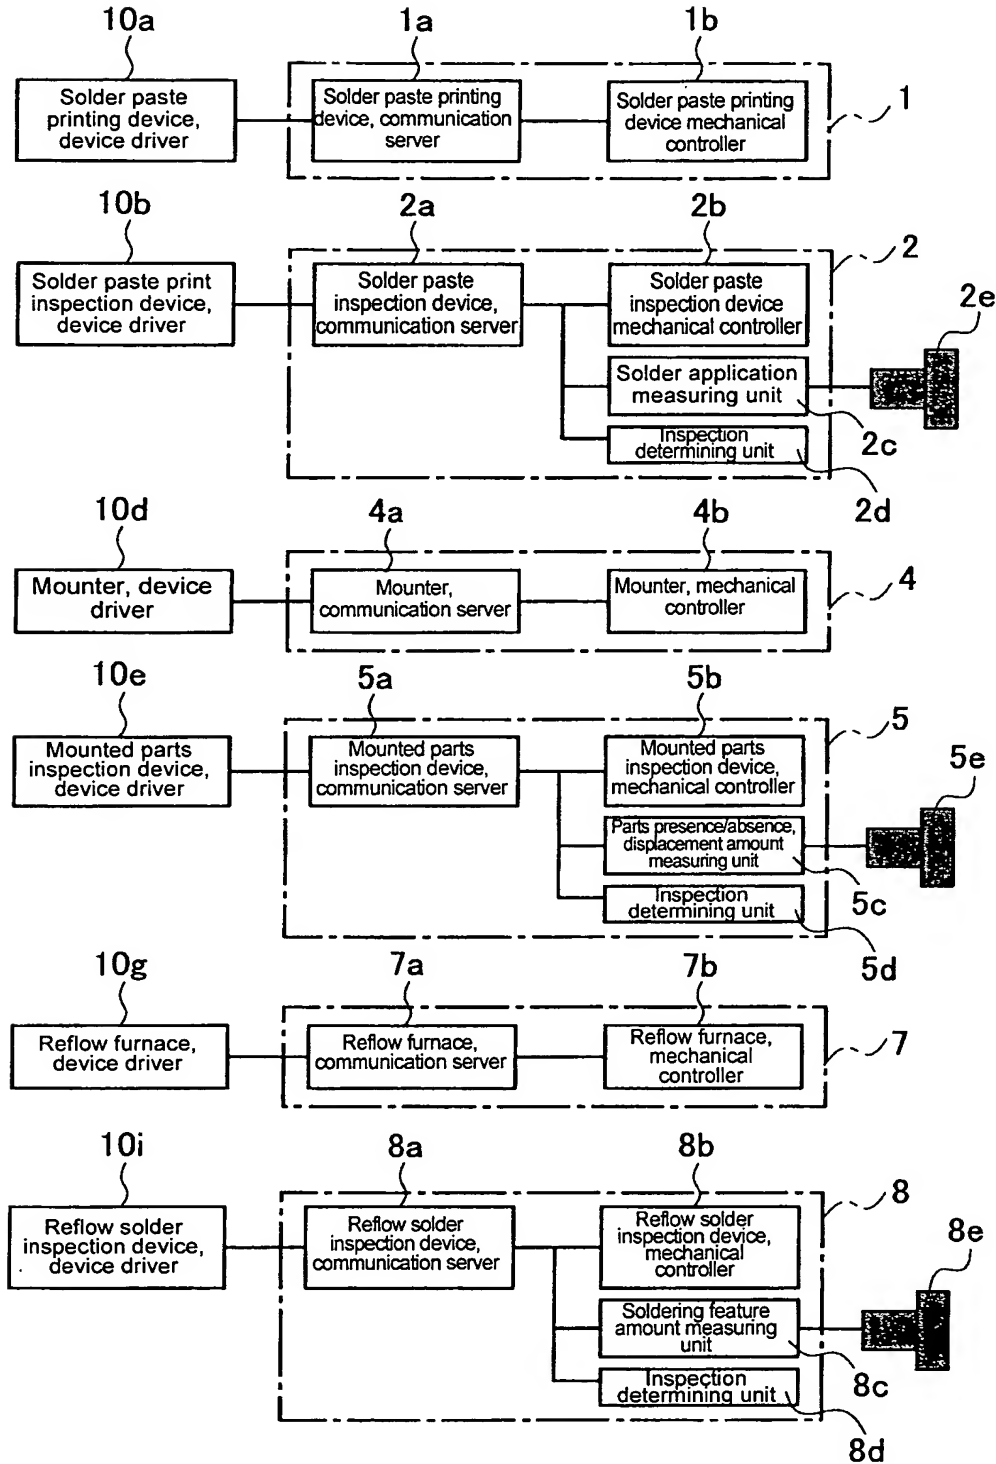 10a
1a
1b
Solder paste
printing device,
device driver
Solder paste printing
device, communication
server
Solder paste printing
device mechanical
controller
1
10b
2a
2b
Solder paste print
inspection device,
device driver
Solder paste
inspection device,
communication server
Solder paste
inspection device
mechanical controller
2
2e
Solder application
measuring unit
2c
Inspection
determining unit
2d
10d
4a
4b
Mounter, device
driver
Mounter,
communication server
Mounter, mechanical
controller
4
10e
5a
5b
Mounted parts
inspection device,
device driver
Mounted parts
inspection device,
communication server
Mounted parts
inspection device,
mechanical controller
5
5e
Parts presence/absence,
displacement amount
measuring unit
5c
Inspection
determining unit
5d
10g
7a
7b
Reflow furnace,
device driver
Reflow furnace,
communication server
Reflow furnace,
mechanical
controller
7
10i
8a
8b
Reflow solder
inspection device,
device driver
Reflow solder
inspection device,
communication server
Reflow solder
inspection device,
mechanical
controller
8
8e
Soldering feature
amount measuring
unit
8c
Inspection
determining unit
8d